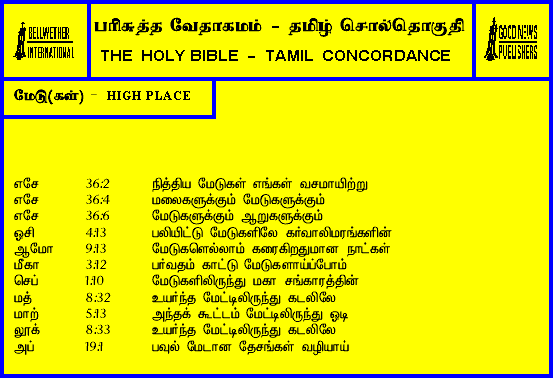 BELLWETHER
INTERNATIONAL
பரிசுத்த வேதாகமம் - தமிழ் சொல்தொகுதி
THE HOLY BIBLE - TAMIL CONCORDANCE
GOOD NEWS
PUBLISHERS
மேடு(கள்) - HIGH PLACE
எசே 36:2 நித்திய மேடுகள் எங்கள் வசமாயிற்று
எசே 36:4 மலைகளுக்கும் மேடுகளுக்கும்
எசே 36:6 மேடுகளுக்கும் ஆறுகளுக்கும்
ஓசி 4:13 பலியிட்டு மேடுகளிலே கர்வாலிமரங்களின்
ஆமோ 9:13 மேடுகளெல்லாம் கரைகிறதுமான நாட்கள்
மீகா 3:12 பர்வதம் காட்டு மேடுகளாய்ப்போம்
செப் 1:10 மேடுகளிலிருந்து மகா சங்காரத்தின்
மத் 8:32 உயர்ந்த மேட்டிலிருந்து கடலிலே
மாற் 5:13 அந்தக் கூட்டம் மேட்டிலிருந்து ஓடி
லூக் 8:33 உயர்ந்த மேட்டிலிருந்து கடலிலே
அப் 19:1 பவுல் மேடான தேசங்கள் வழியாய்